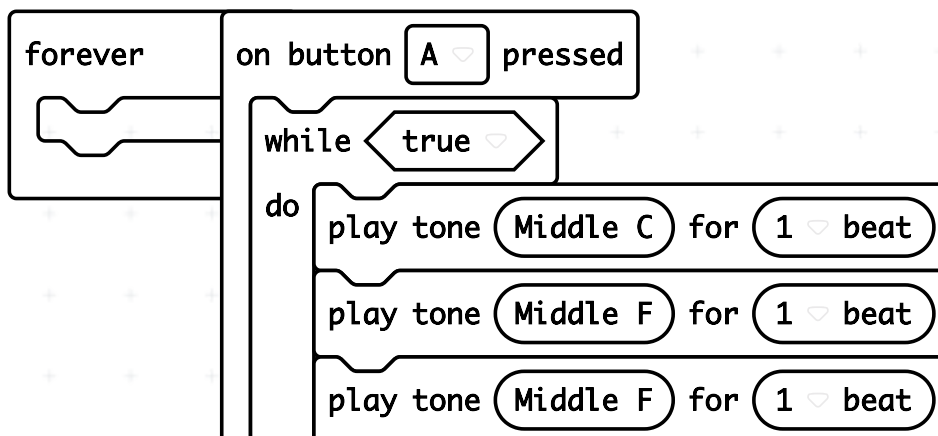 forever
on button A pressed
while true
do
play tone Middle C for 1 beat
play tone Middle F for 1 beat
play tone Middle F for 1 beat